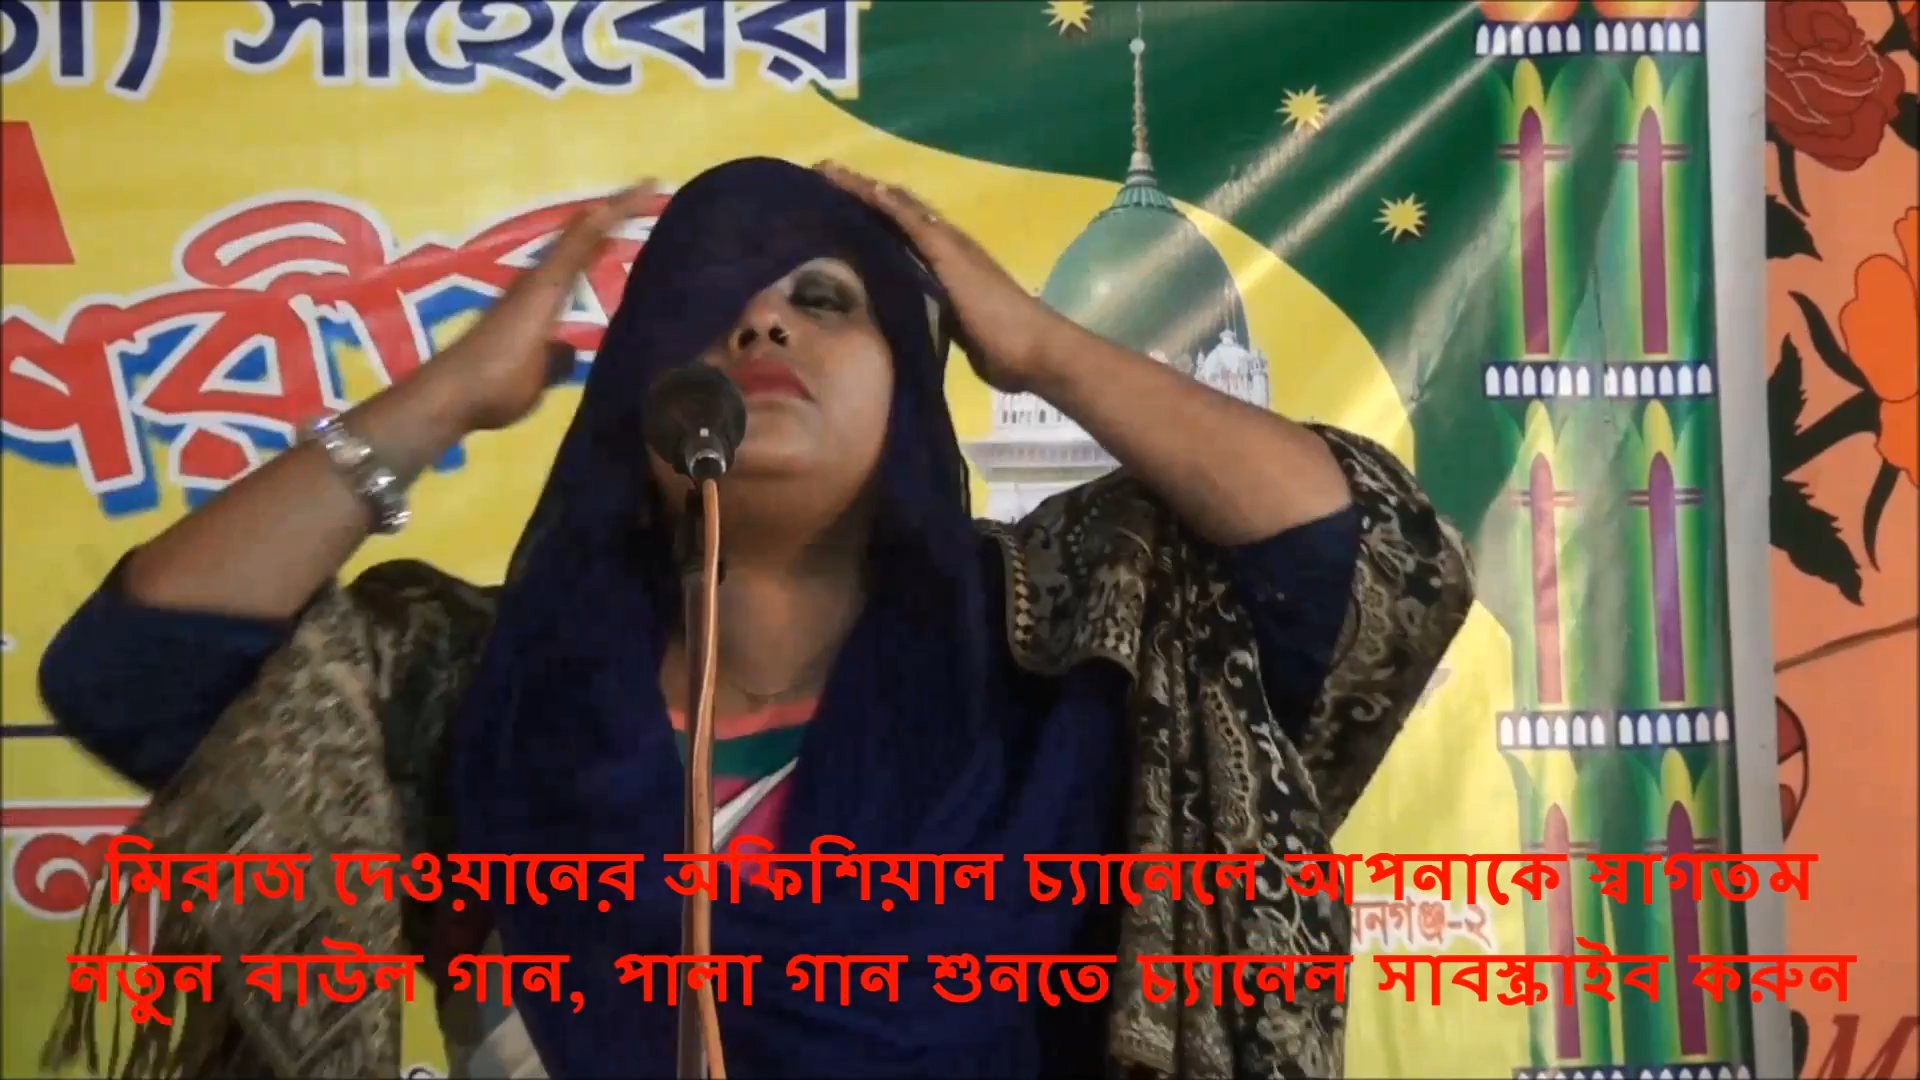 সাহেবের
মিরাজ দেওয়ানের অফিশিয়াল চ্যানেলে আপনাকে স্বাগতম
নতুন বাউল গান, পালা গান শুনতে চ্যানেল সাবস্ক্রাইব করুন